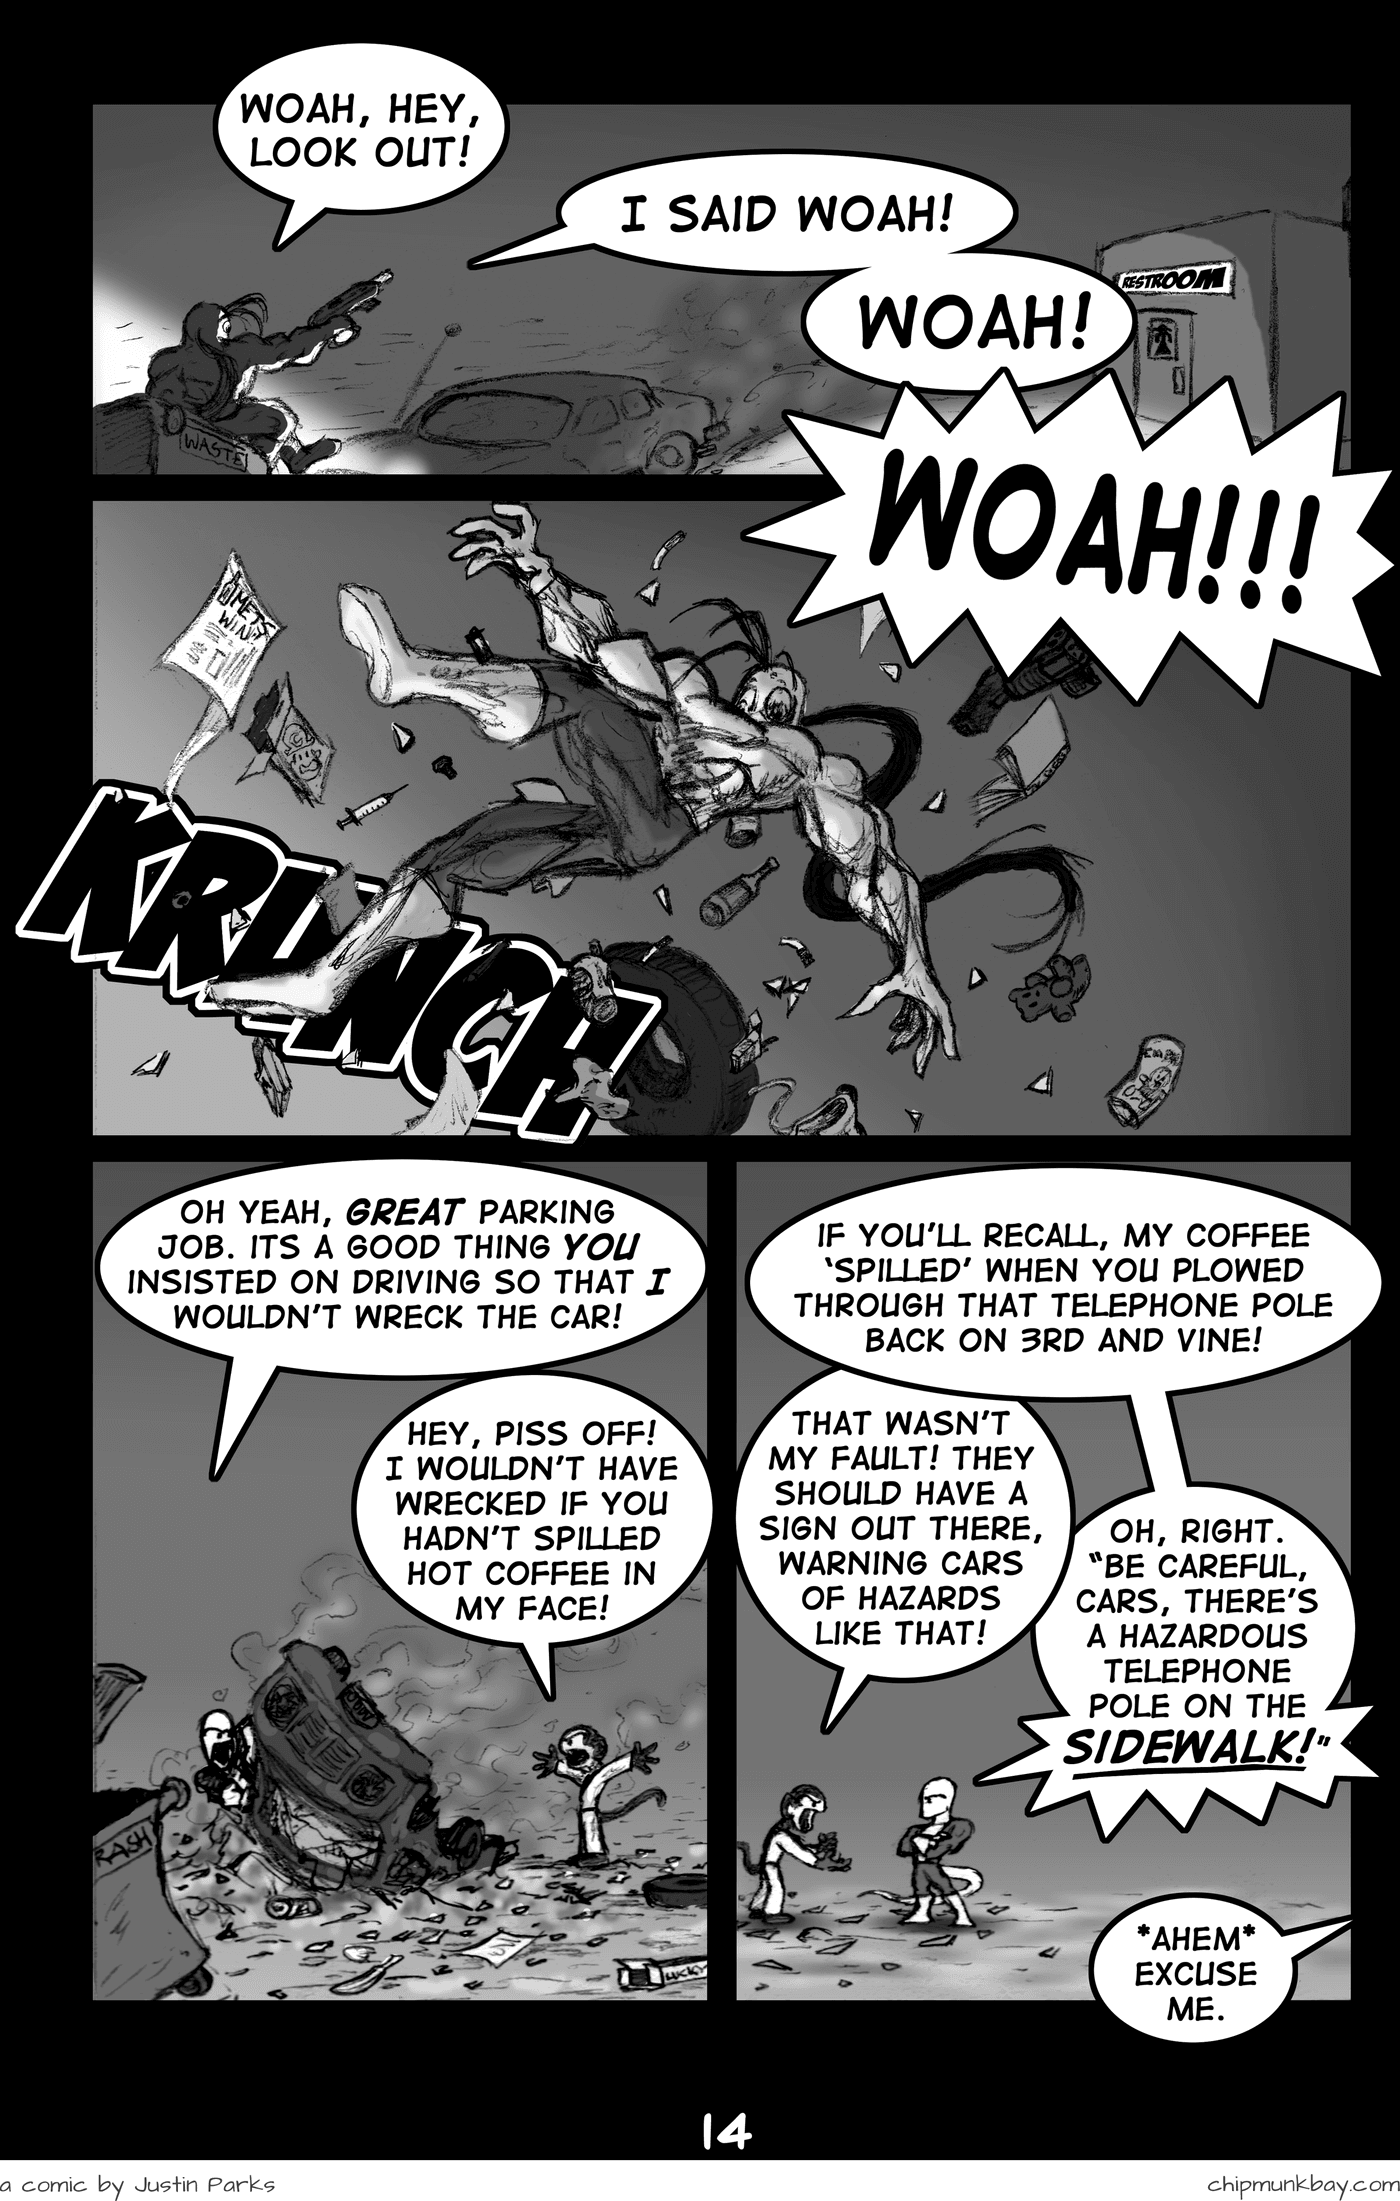 WOAH, HEY,
LOOK OUT!
I SAID WOAH!
WOAH!
RESTROOM
WASTE
WOAH!!!
METS
WIN!
KRUNCH
OH YEAH, GREAT PARKING
JOB. ITS A GOOD THING YOU
INSISTED ON DRIVING SO THAT I
WOULDN'T WRECK THE CAR!
HEY, PISS OFF!
I WOULDN'T HAVE
WRECKED IF YOU
HADN'T SPILLED
HOT COFFEE IN
MY FACE!
RASH
LUCKY
IF YOU'LL RECALL, MY COFFEE
'SPILLED' WHEN YOU PLOWED
THROUGH THAT TELEPHONE POLE
BACK ON 3RD AND VINE!
THAT WASN'T
MY FAULT! THEY
SHOULD HAVE A
SIGN OUT THERE,
WARNING CARS
OF HAZARDS
LIKE THAT!
OH, RIGHT.
"BE CAREFUL,
CARS, THERE'S
A HAZARDOUS
TELEPHONE
POLE ON THE
SIDEWALK!"
*AHEM*
EXCUSE
ME.
14
a comic by Justin Parks
chipmunkbay.com